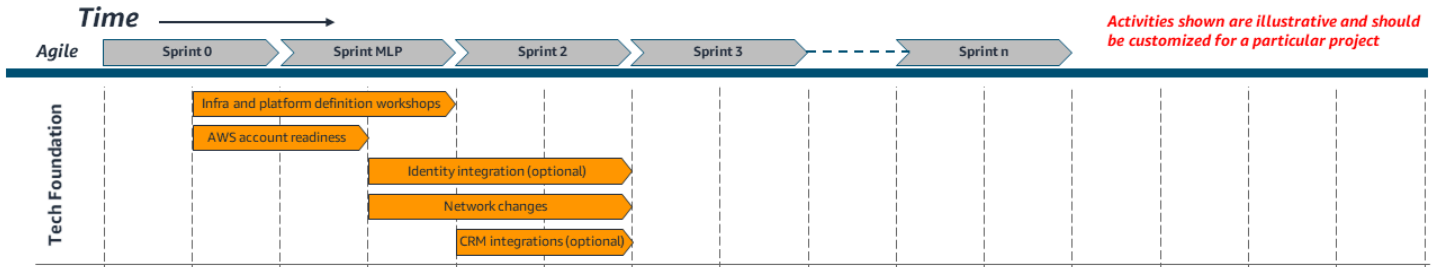 Time
Activities shown are illustrative and should
be customized for a particular project
Agile
Sprint 0
Sprint MLP
Sprint 2
Sprint 3
Sprint n
Tech Foundation
Infra and platform definition workshops
AWS account readiness
Identity integration (optional)
Network changes
CRM integrations (optional)